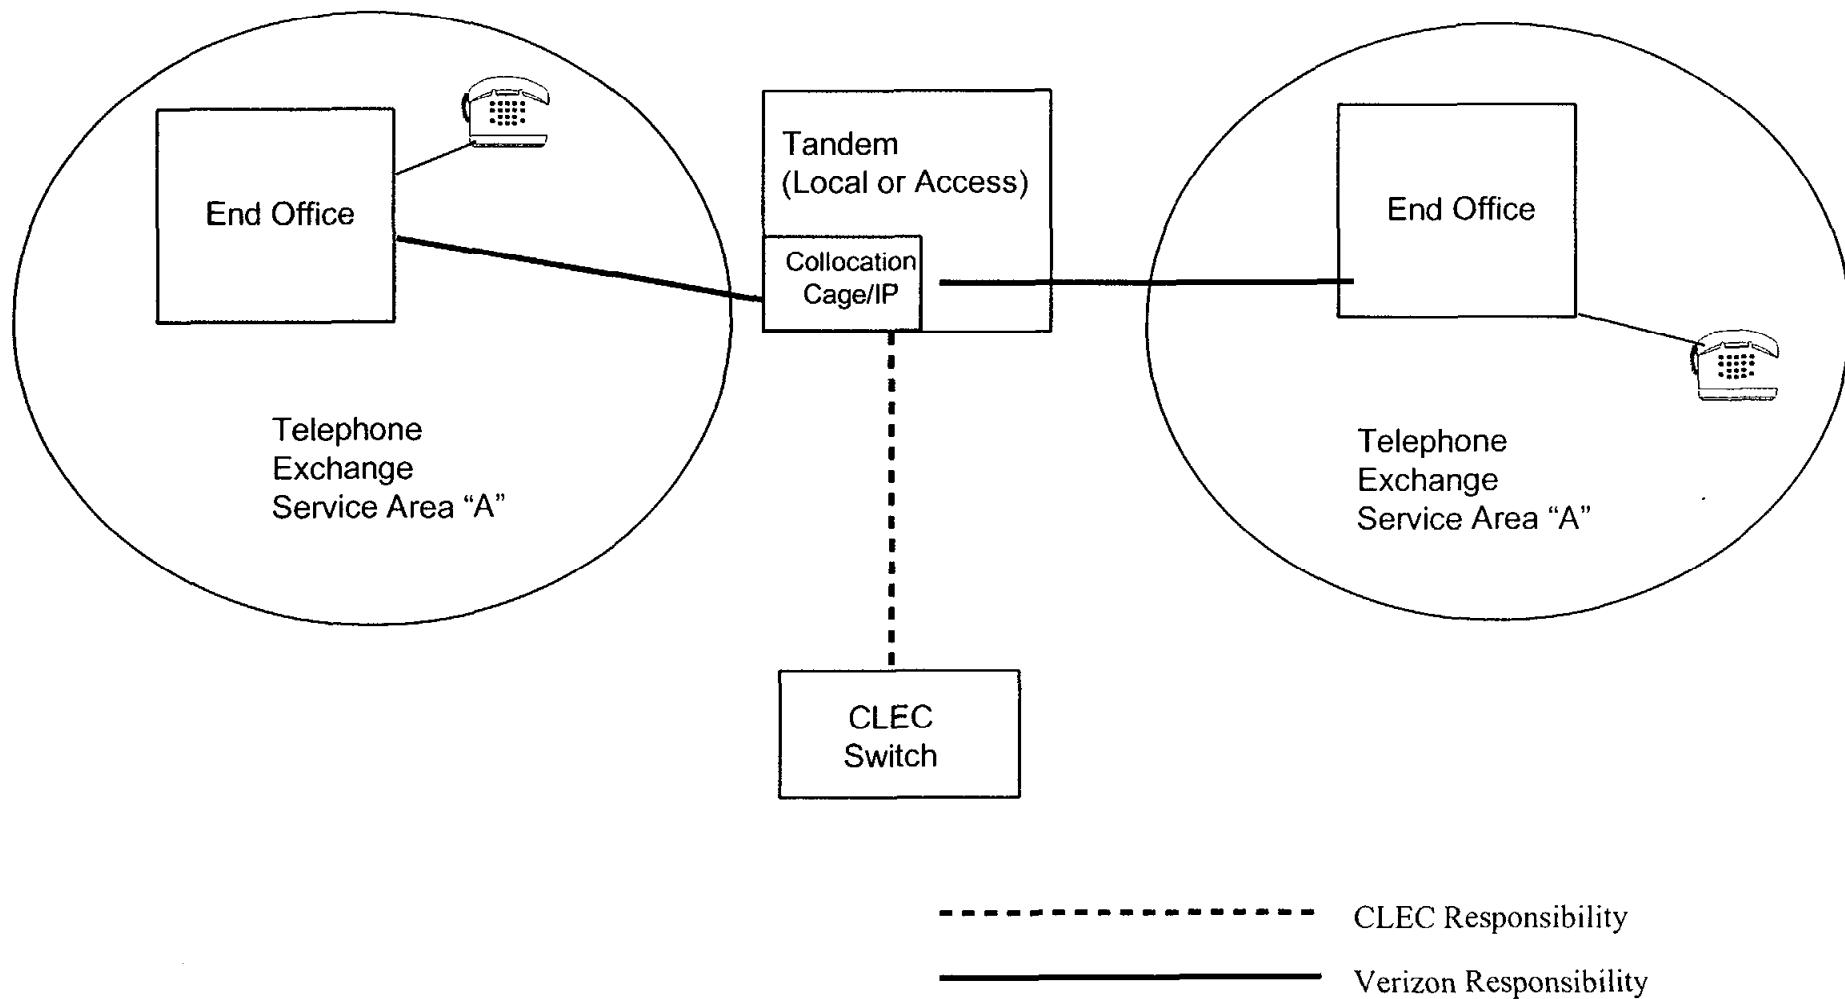 End Office
Telephone
Exchange
Service Area “A”
Tandem
(Local or Access)
Collocation
Cage/IP
End Office
Telephone
Exchange
Service Area “A”
CLEC
Switch
CLEC Responsibility
Verizon Responsibility